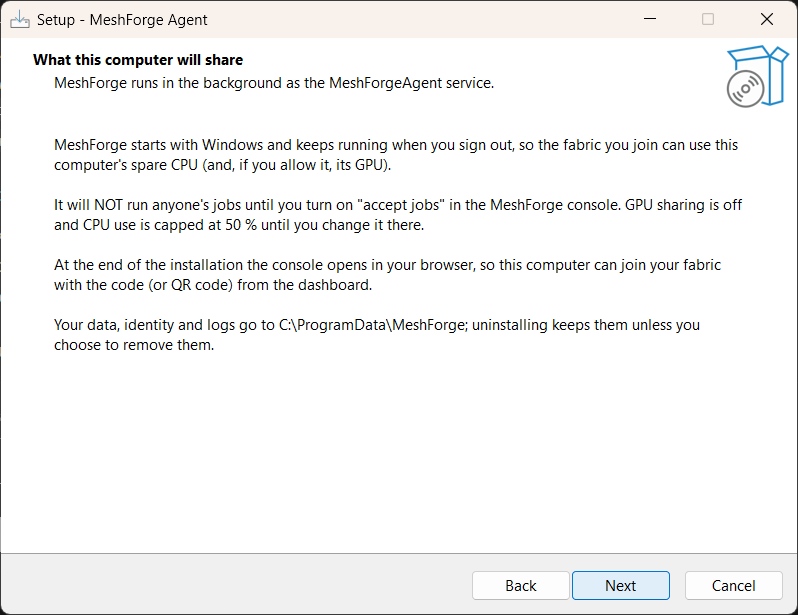 Setup - MeshForge Agent
What this computer will share
MeshForge runs in the background as the MeshForgeAgent service.
MeshForge starts with Windows and keeps running when you sign out, so the fabric you join can use this
computer's spare CPU (and, if you allow it, its GPU).
It will NOT run anyone's jobs until you turn on "accept jobs" in the MeshForge console. GPU sharing is off
and CPU use is capped at 50 % until you change it there.
At the end of the installation the console opens in your browser, so this computer can join your fabric
with the code (or QR code) from the dashboard.
Your data, identity and logs go to C:\ProgramData\MeshForge; uninstalling keeps them unless you
choose to remove them.
Back Next Cancel